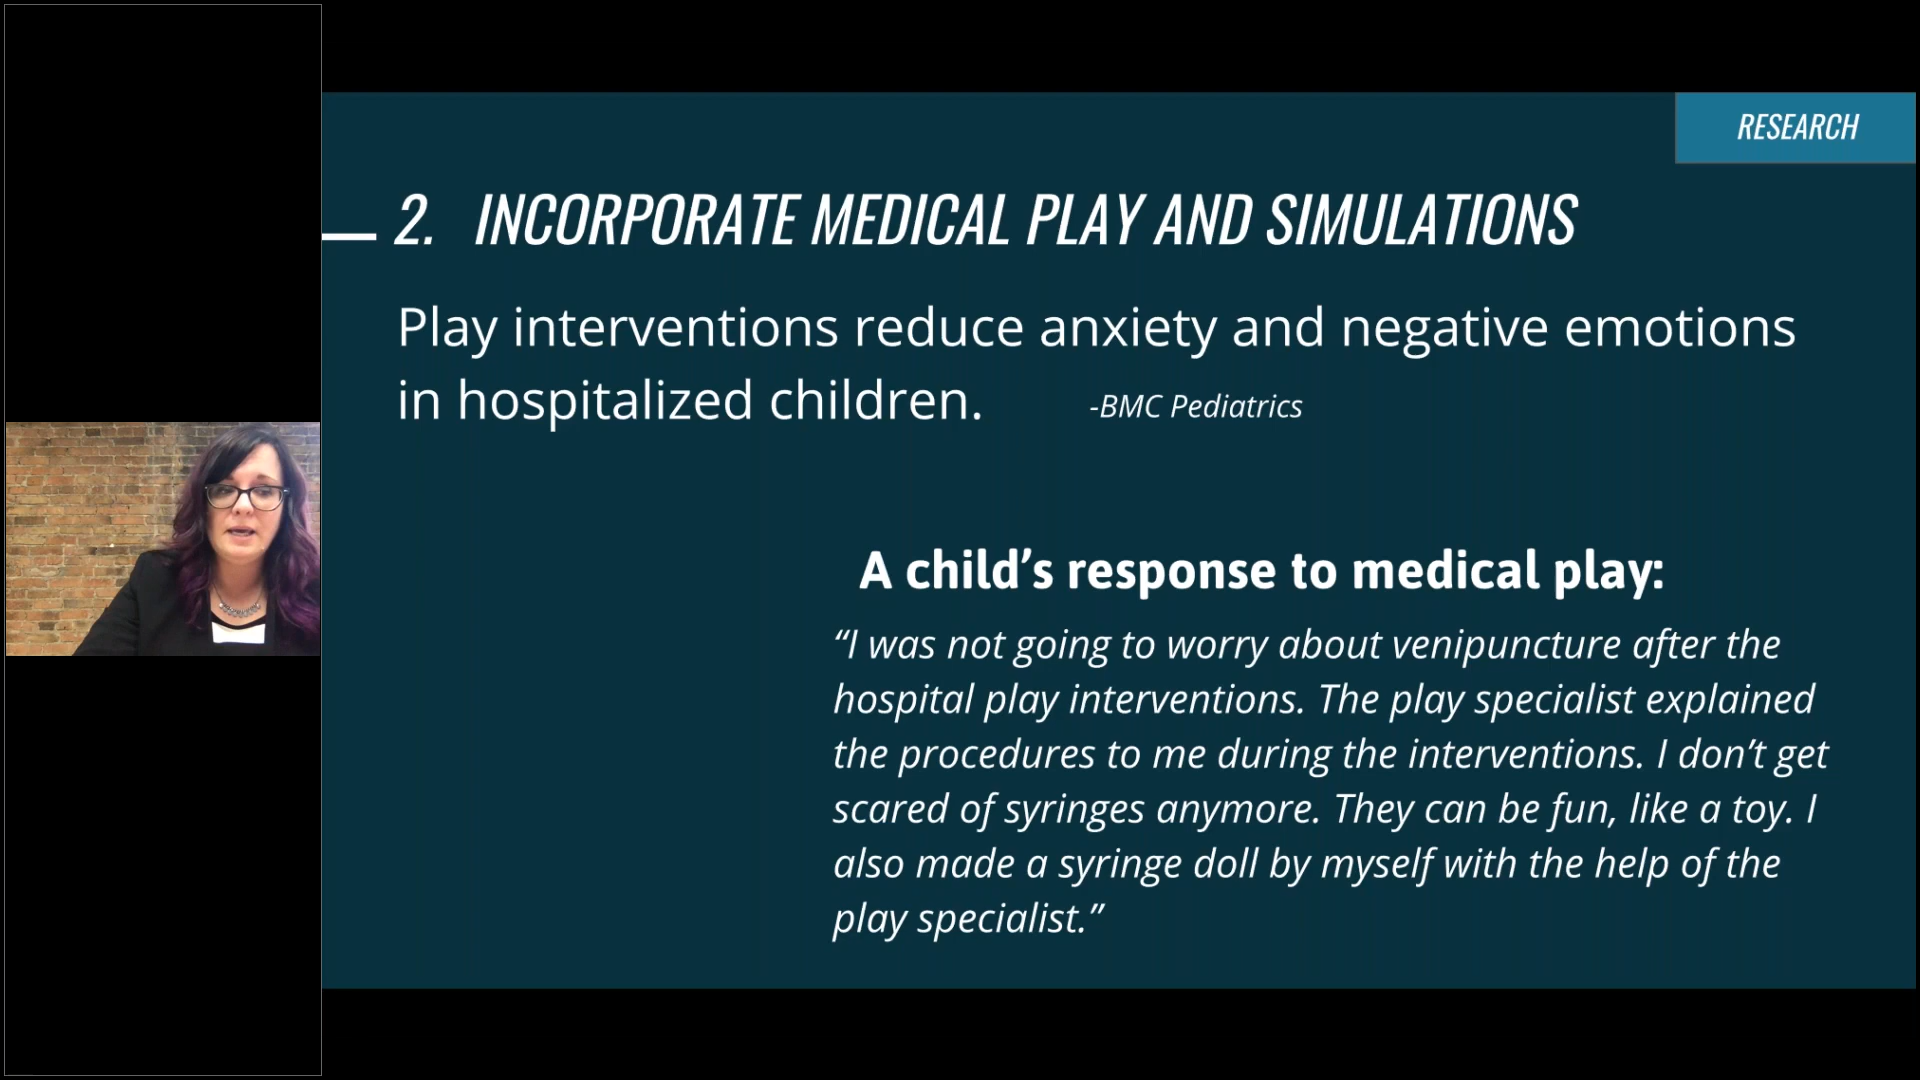 RESEARCH
2. INCORPORATE MEDICAL PLAY AND SIMULATIONS
Play interventions reduce anxiety and negative emotions
in hospitalized children.
-BMC Pediatrics
A child’s response to medical play:
“I was not going to worry about venipuncture after the
hospital play interventions. The play specialist explained
the procedures to me during the interventions. I don’t get
scared of syringes anymore. They can be fun, like a toy. I
also made a syringe doll by myself with the help of the
play specialist.”